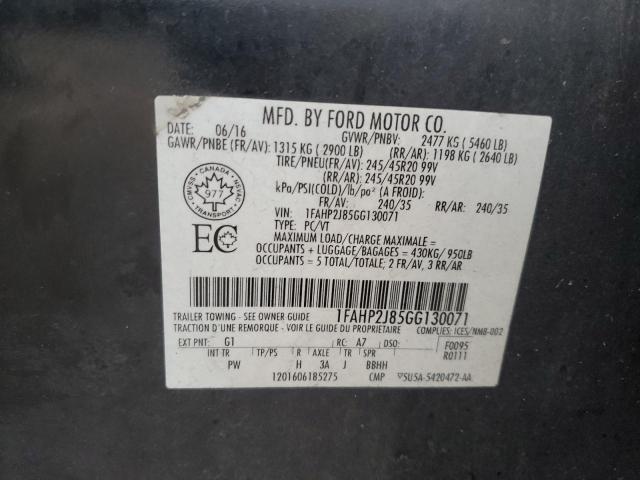 MFD. BY FORD MOTOR CO.
DATE: 06/16 GVWR/PNBV: 2477 KG ( 5460 LB)
GAWR/PNBE (FR/AV): 1315 KG ( 2900 LB) (RR/AR): 1198 KG ( 2640 LB)
TIRE/PNEU(FR/AV): 245/45R20 99V
(RR/AR): 245/45R20 99V
kPa/PSI(COLD)/lb/po² (A FROID):
FR/AV: 240/35 RR/AR: 240/35
VIN: 1FAHP2J85GG130071
TYPE: PC/VT
MAXIMUM LOAD/CHARGE MAXIMALE =
OCCUPANTS + LUGGAGE/BAGAGES = 430KG/ 950LB
OCCUPANTS = 5 TOTAL/TOTALE; 2 FR/AV, 3 RR/AR
CANADA
CMVSS NSVAC
977
TRANSPORT
EC
1FAHP2J85GG130071
TRAILER TOWING - SEE OWNER GUIDE
TRACTION D'UNE REMORQUE - VOIR LE GUIDE DU PROPRIETAIRE COMPLIES: ICES/NMB-002
EXT PNT: G1 RC: A7 DSO: F0095
INT TR TP/PS R AXLE TR SPR R0111
PW H 3A J BBHH
1201606185275 CMP 5U5A-5420472-AA